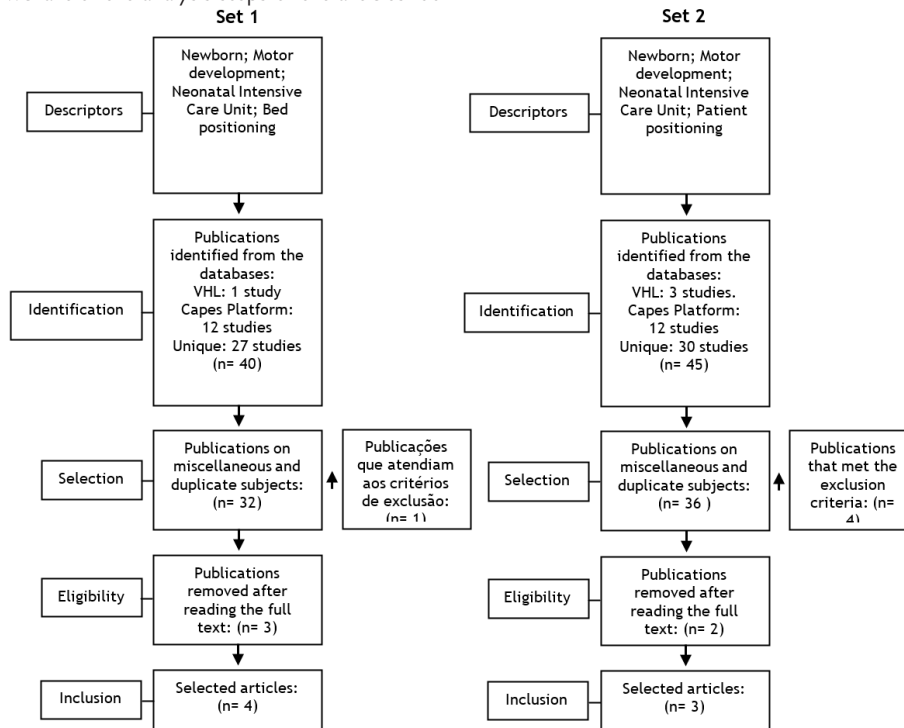 Set 1
Descriptors
Newborn; Motor
development;
Neonatal Intensive
Care Unit; Bed
positioning
Identification
Publications
identified from the
databases:
VHL: 1 study
Capes Platform:
12 studies
Unique: 27 studies
(n= 40)
Selection
Publications on
miscellaneous and
duplicate subjects:
(n= 32)
Publicações
que atendiam
aos critérios
de exclusão:
(n= 1)
Eligibility
Publications
removed after
reading the full
text: (n= 3)
Inclusion
Selected articles:
(n= 4)
Set 2
Descriptors
Newborn; Motor
development;
Neonatal Intensive
Care Unit; Patient
positioning
Identification
Publications
identified from the
databases:
VHL: 3 studies.
Capes Platform:
12 studies
Unique: 30 studies
(n= 45)
Selection
Publications on
miscellaneous and
duplicate subjects:
(n= 36 )
Publications
that met the
exclusion
criteria: (n=
4)
Eligibility
Publications
removed after
reading the full
text: (n= 2)
Inclusion
Selected articles:
(n= 3)